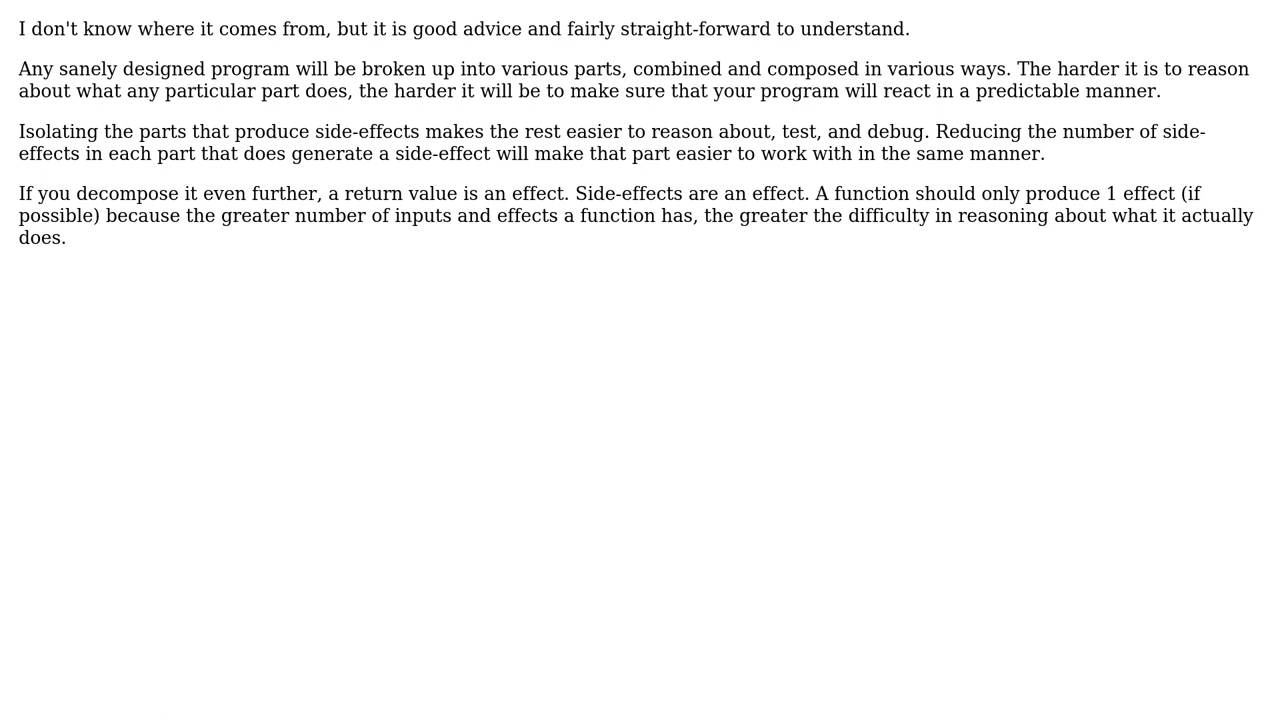 I don't know where it comes from, but it is good advice and fairly straight-forward to understand.
Any sanely designed program will be broken up into various parts, combined and composed in various ways. The harder it is to reason
about what any particular part does, the harder it will be to make sure that your program will react in a predictable manner.
Isolating the parts that produce side-effects makes the rest easier to reason about, test, and debug. Reducing the number of side-
effects in each part that does generate a side-effect will make that part easier to work with in the same manner.
If you decompose it even further, a return value is an effect. Side-effects are an effect. A function should only produce 1 effect (if
possible) because the greater number of inputs and effects a function has, the greater the difficulty in reasoning about what it actually
does.